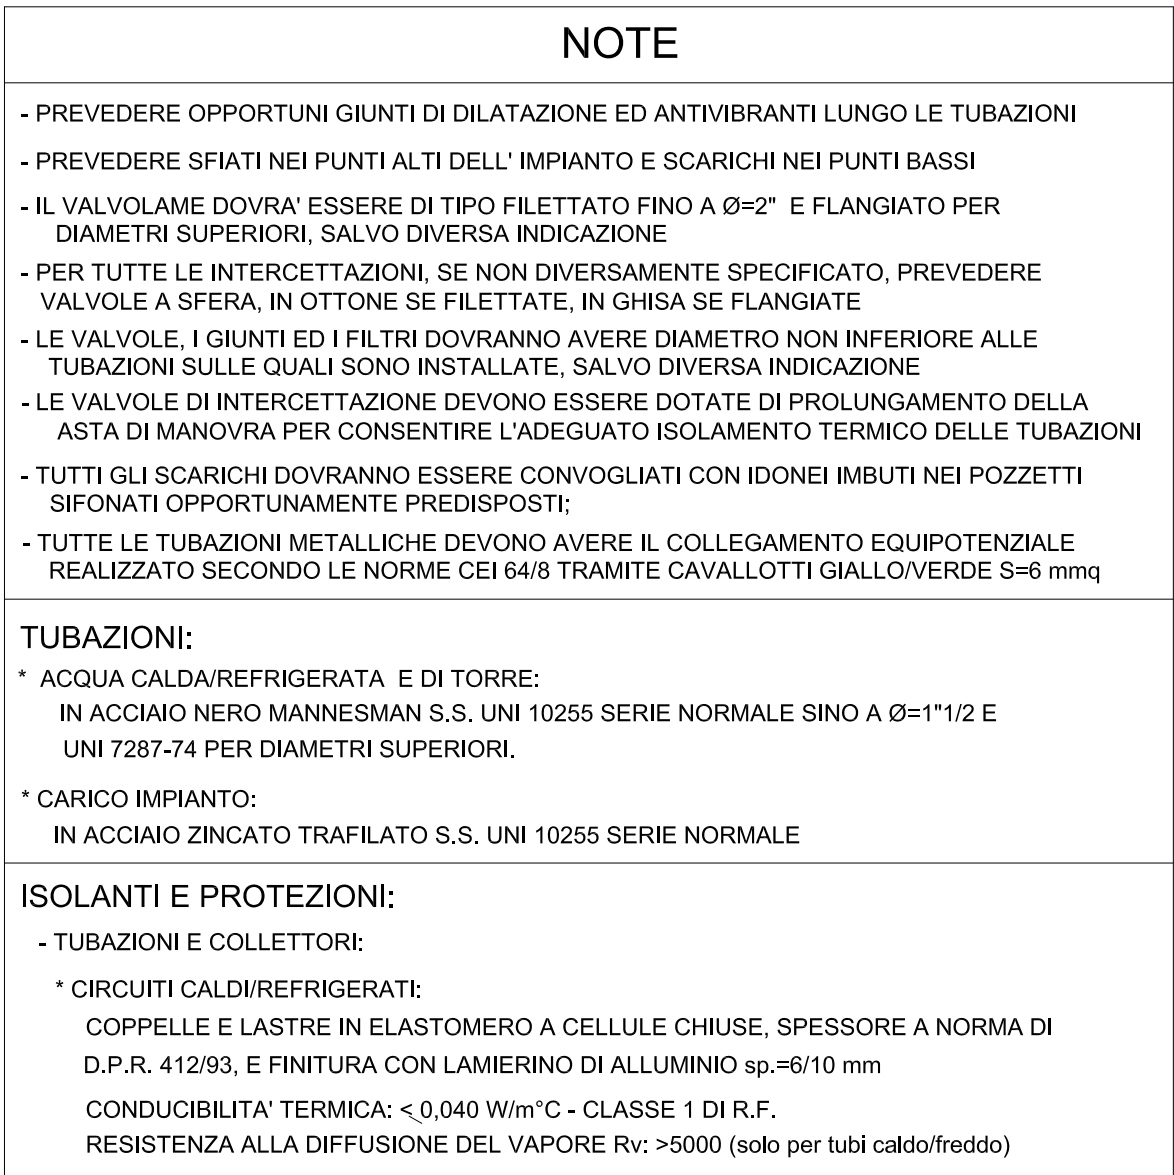 NOTE
- PREVEDERE OPPORTUNI GIUNTI DI DILATAZIONE ED ANTIVIBRANTI LUNGO LE TUBAZIONI
- PREVEDERE SFIATI NEI PUNTI ALTI DELL' IMPIANTO E SCARICHI NEI PUNTI BASSI
- IL VALVOLAME DOVRA' ESSERE DI TIPO FILETTATO FINO A Ø=2" E FLANGIATO PER
DIAMETRI SUPERIORI, SALVO DIVERSA INDICAZIONE
- PER TUTTE LE INTERCETTAZIONI, SE NON DIVERSAMENTE SPECIFICATO, PREVEDERE
VALVOLE A SFERA, IN OTTONE SE FILETTATE, IN GHISA SE FLANGIATE
- LE VALVOLE, I GIUNTI ED I FILTRI DOVRANNO AVERE DIAMETRO NON INFERIORE ALLE
TUBAZIONI SULLE QUALI SONO INSTALLATE, SALVO DIVERSA INDICAZIONE
- LE VALVOLE DI INTERCETTAZIONE DEVONO ESSERE DOTATE DI PROLUNGAMENTO DELLA
ASTA DI MANOVRA PER CONSENTIRE L'ADEGUATO ISOLAMENTO TERMICO DELLE TUBAZIONI
- TUTTI GLI SCARICHI DOVRANNO ESSERE CONVOGLIATI CON IDONEI IMBUTI NEI POZZETTI
SIFONATI OPPORTUNAMENTE PREDISPOSTI;
- TUTTE LE TUBAZIONI METALLICHE DEVONO AVERE IL COLLEGAMENTO EQUIPOTENZIALE
REALIZZATO SECONDO LE NORME CEI 64/8 TRAMITE CAVALLOTTI GIALLO/VERDE S=6 mmq
TUBAZIONI:
* ACQUA CALDA/REFRIGERATA E DI TORRE:
IN ACCIAIO NERO MANNESMAN S.S. UNI 10255 SERIE NORMALE SINO A Ø=1"1/2 E
UNI 7287-74 PER DIAMETRI SUPERIORI.
* CARICO IMPIANTO:
IN ACCIAIO ZINCATO TRAFILATO S.S. UNI 10255 SERIE NORMALE
ISOLANTI E PROTEZIONI:
- TUBAZIONI E COLLETTORI:
* CIRCUITI CALDI/REFRIGERATI:
COPPELLE E LASTRE IN ELASTOMERO A CELLULE CHIUSE, SPESSORE A NORMA DI
D.P.R. 412/93, E FINITURA CON LAMIERINO DI ALLUMINIO sp.=6/10 mm
CONDUCIBILITA' TERMICA: ≤ 0,040 W/m°C - CLASSE 1 DI R.F.
RESISTENZA ALLA DIFFUSIONE DEL VAPORE Rv: >5000 (solo per tubi caldo/freddo)